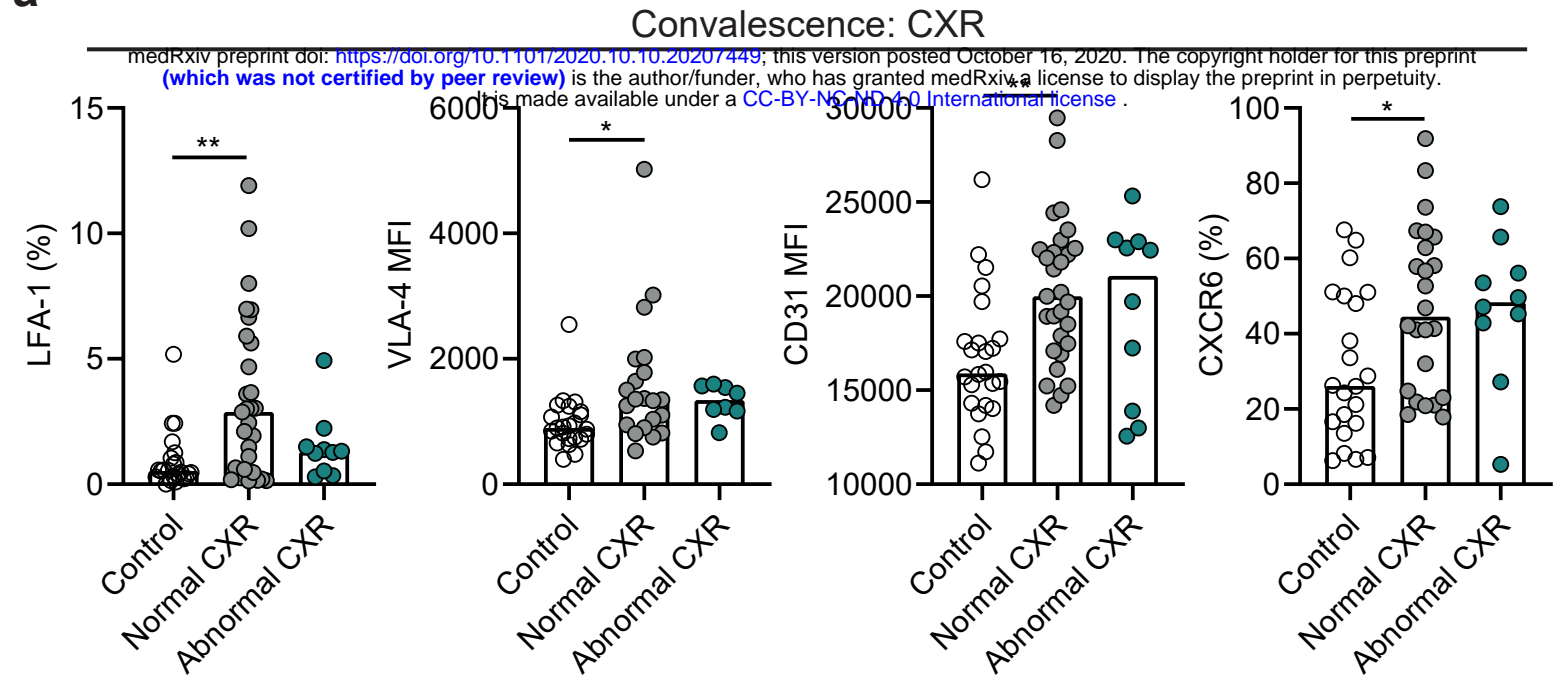 a
Convalescence: CXR
medRxiv preprint doi: https://doi.org/10.1101/2020.10.10.20207449; this version posted October 16, 2020. The copyright holder for this preprint
(which was not certified by peer review) is the author/funder, who has granted medRxiv a license to display the preprint in perpetuity.
It is made available under a CC-BY-NC-ND 4.0 International license .
LFA-1 (%)
15
10
5
0
**
Control
Normal CXR
Abnormal CXR
VLA-4 MFI
6000
4000
2000
0
*
Control
Normal CXR
Abnormal CXR
CD31 MFI
30000
25000
20000
15000
10000
**
Control
Normal CXR
Abnormal CXR
CXCR6 (%)
100
80
60
40
20
0
*
Control
Normal CXR
Abnormal CXR